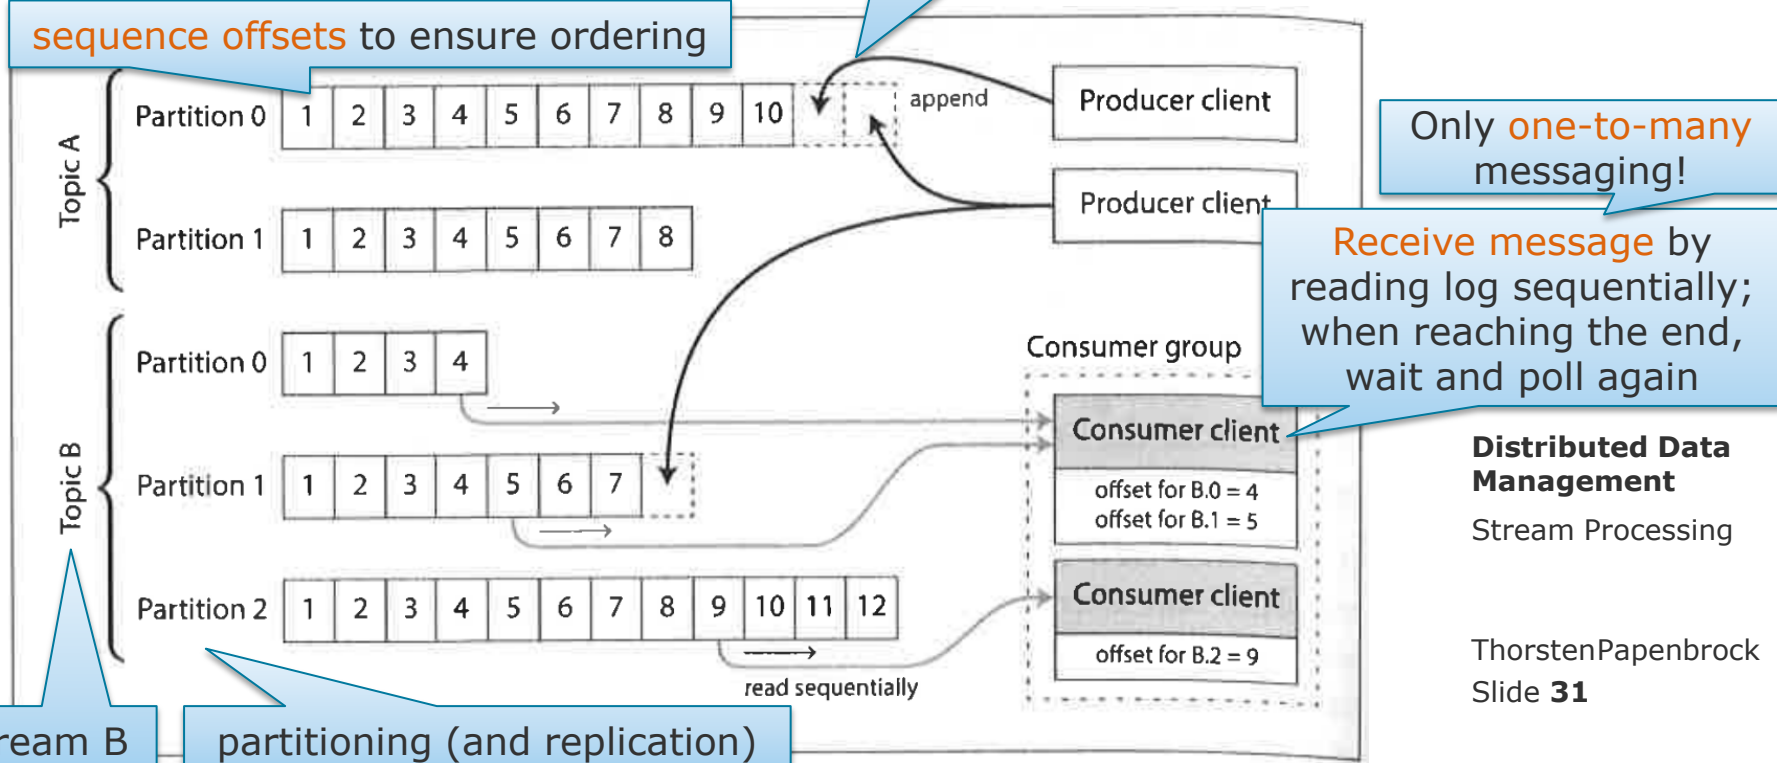 sequence offsets to ensure ordering
Topic A
Partition 0
1 2 3 4 5 6 7 8 9 10
append
Producer client
Partition 1
1 2 3 4 5 6 7 8
Producer client
Only one-to-many
messaging!
Receive message by
reading log sequentially;
when reaching the end,
wait and poll again
Topic B
Partition 0
1 2 3 4
Partition 1
1 2 3 4 5 6 7
Partition 2
1 2 3 4 5 6 7 8 9 10 11 12
read sequentially
Consumer group
Consumer client
offset for B.0 = 4
offset for B.1 = 5
Consumer client
offset for B.2 = 9
Distributed Data
Management
Stream Processing
ThorstenPapenbrock
Slide 31
ream B
partitioning (and replication)